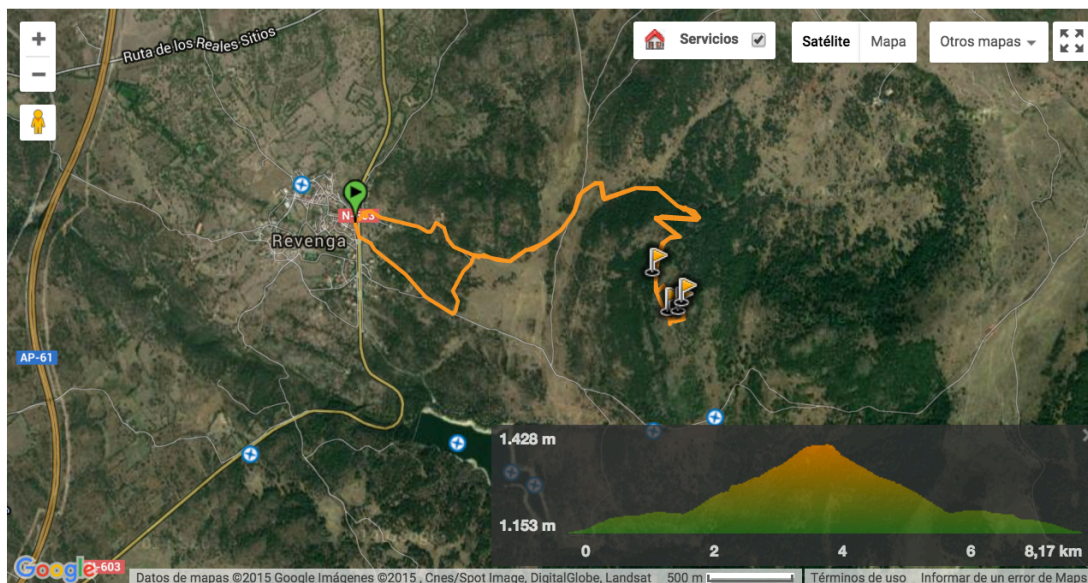 +
Servicios
Satélite
Mapa
Otros mapas
−
Ruta de los Reales Sitios
Revenga
AP-61
1.428 m
1.153 m
0 2 4 6 8,17 km
Google
Datos de mapas ©2015 Google Imágenes ©2015 , Cnes/Spot Image, DigitalGlobe, Landsat
500 m
Términos de uso
Informar de un error de Maps